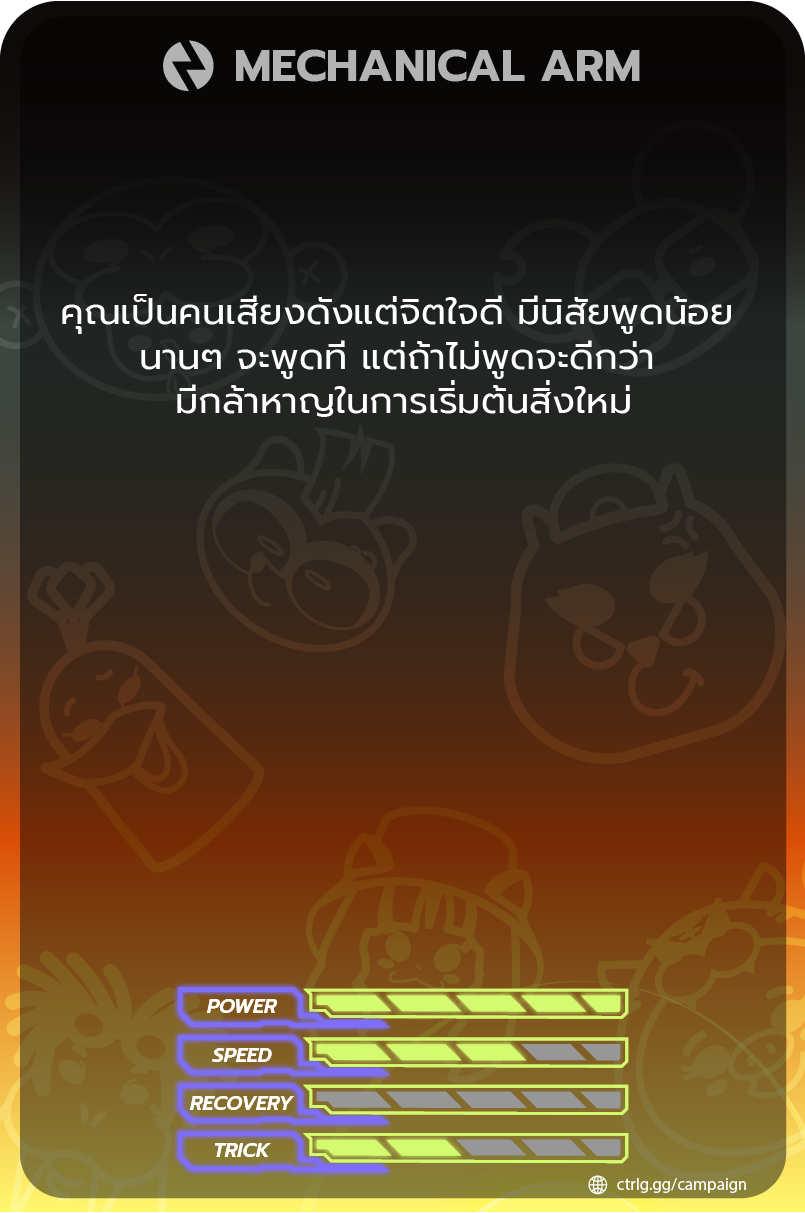 MECHANICAL ARM
คุณเป็นคนเสียงดังแต่จิตใจดี มีนิสัยพูดน้อย
นานๆ จะพูดที แต่ถ้าไม่พูดจะดีกว่า
มีกล้าหาญในการเริ่มต้นสิ่งใหม่
POWER
SPEED
RECOVERY
TRICK
ctrlg.gg/campaign